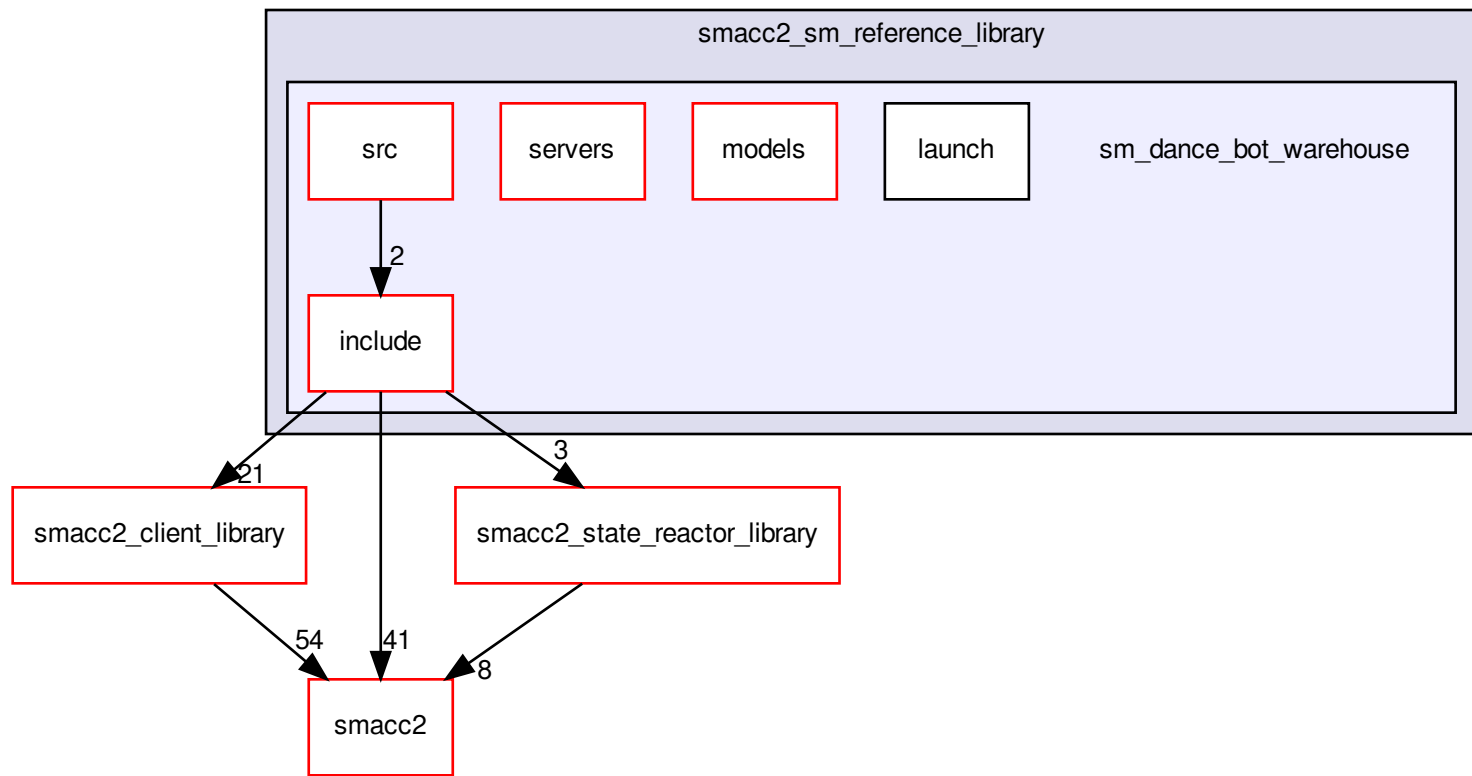 smacc2_sm_reference_library
src
servers
models
launch
sm_dance_bot_warehouse
2
include
21
3
smacc2_client_library
smacc2_state_reactor_library
54
41
8
smacc2